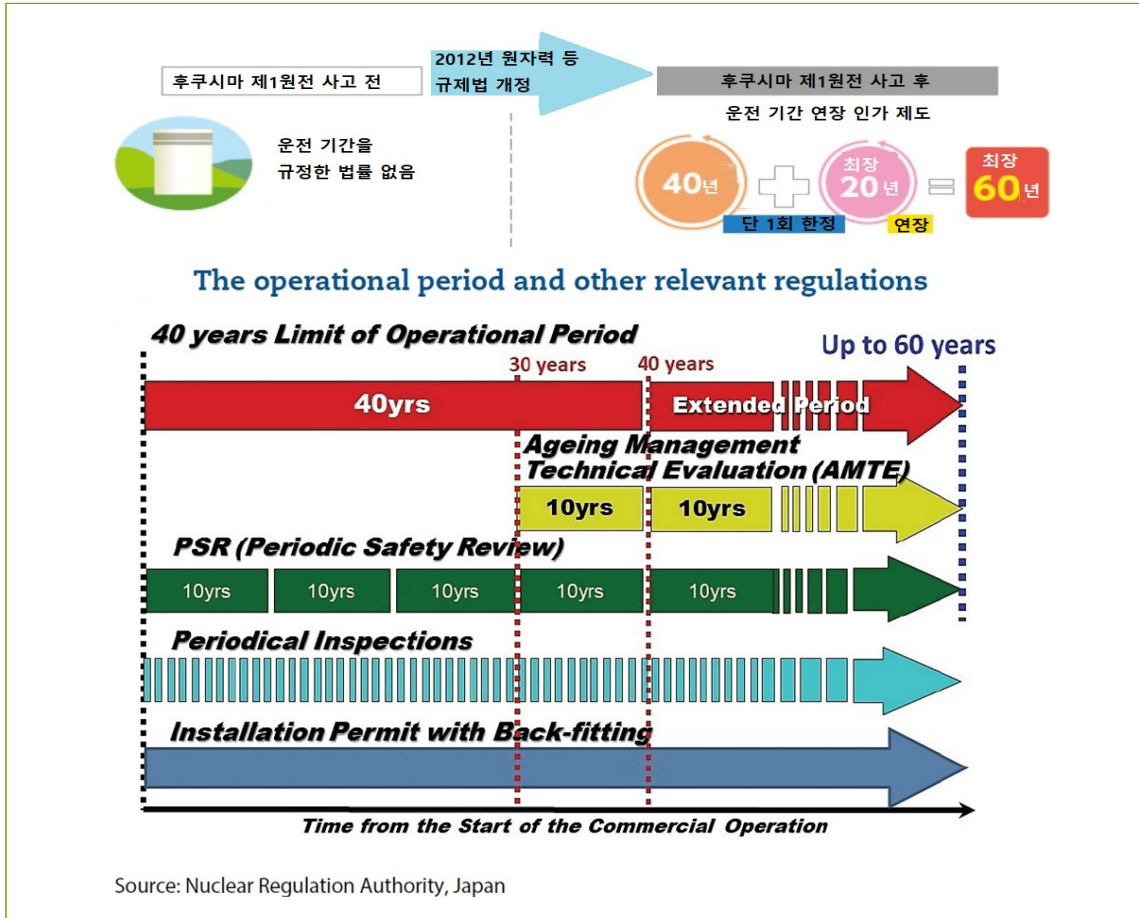 후쿠시마 제1원전 사고 전
2012년 원자력 등
규제법 개정
후쿠시마 제1원전 사고 후
운전 기간을
규정한 법률 없음
운전 기간 연장 인가 제도
40년
최장
20년
최장
60년
단 1회 한정
연장
The operational period and other relevant regulations
40 years Limit of Operational Period
Up to 60 years
30 years
40 years
40yrs
Extended Period
Ageing Management
Technical Evaluation (AMTE)
10yrs
10yrs
PSR (Periodic Safety Review)
10yrs
10yrs
10yrs
10yrs
10yrs
Periodical Inspections
Installation Permit with Back-fitting
Time from the Start of the Commercial Operation
Source: Nuclear Regulation Authority, Japan